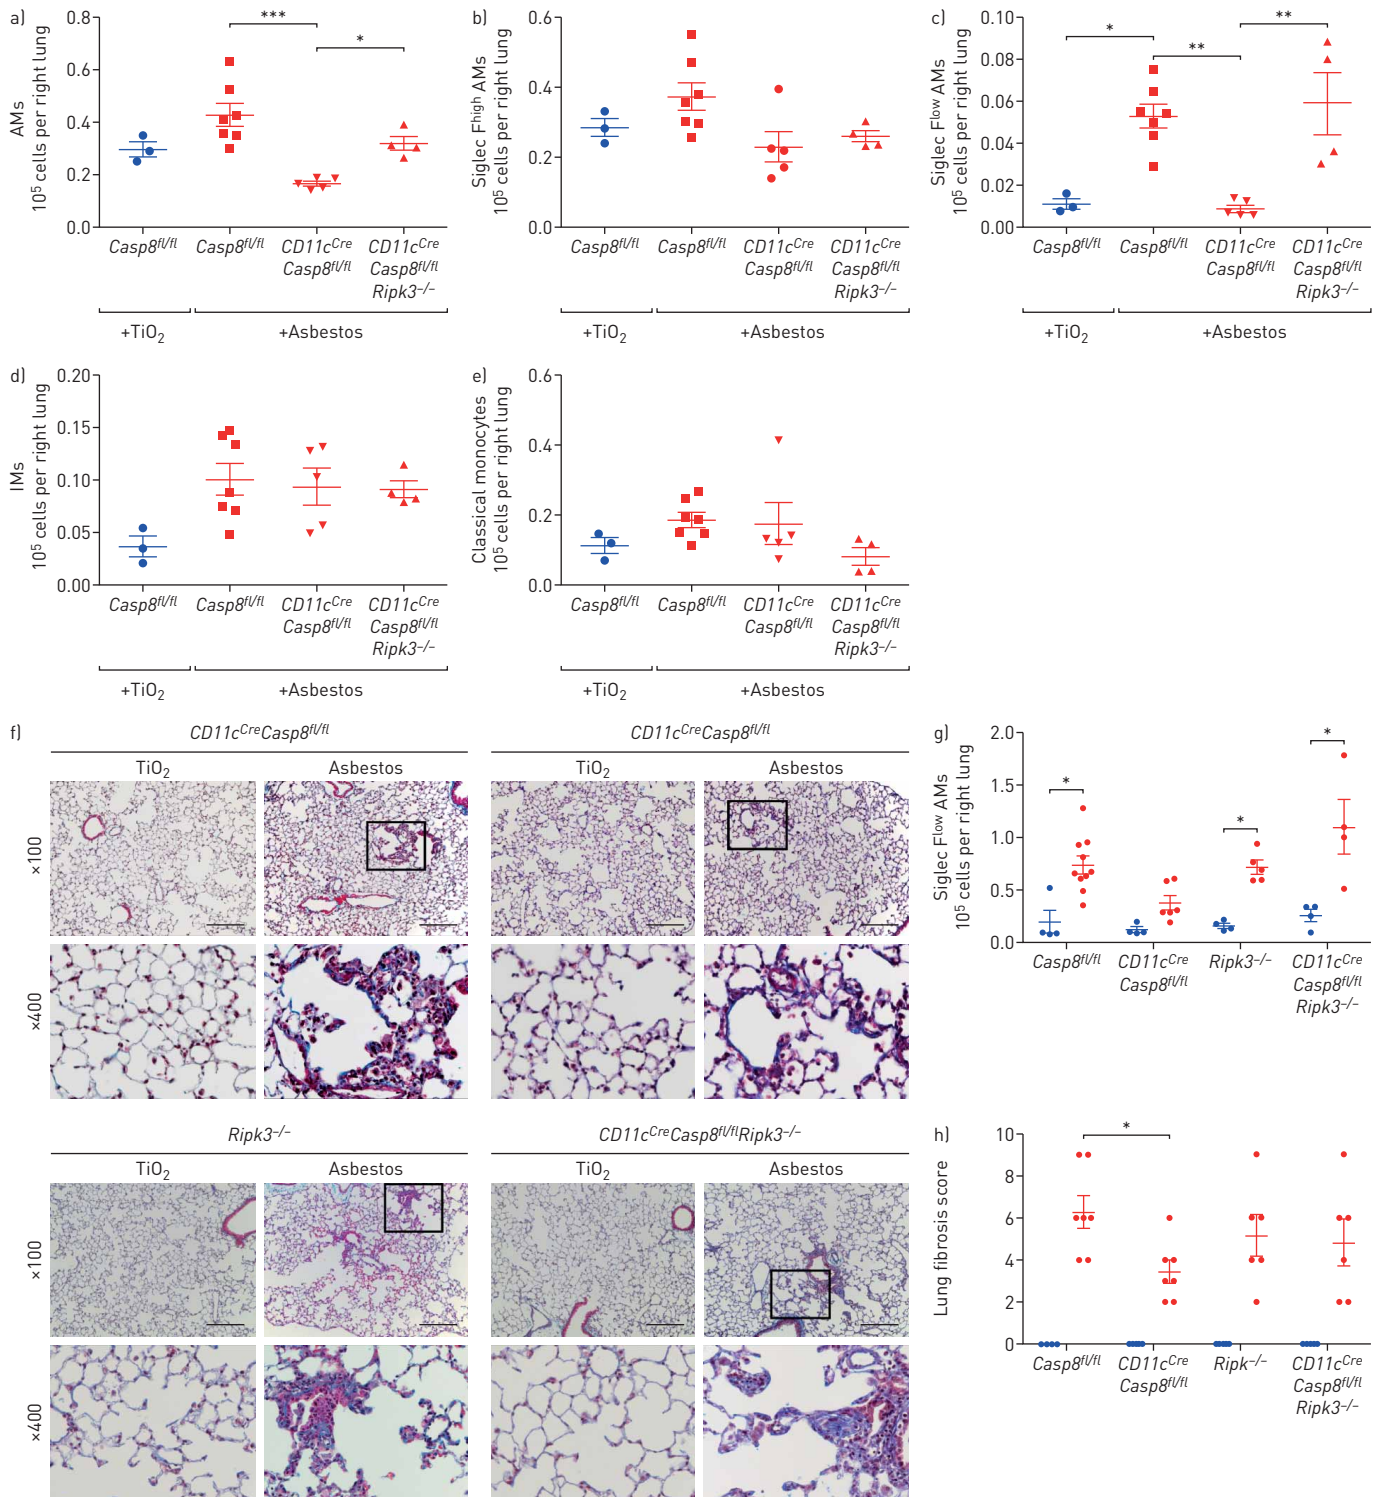 a)
AMs
10⁵ cells per right lung
0.8
0.6
0.4
0.2
0.0
***
*
Casp8fl/fl
Casp8fl/fl
CD11cCre
Casp8fl/fl
CD11cCre
Casp8fl/fl
Ripk3–/–
+TiO₂
+Asbestos
b)
Siglec Fhigh AMs
10⁵ cells per right lung
0.6
0.4
0.2
0.0
Casp8fl/fl
Casp8fl/fl
CD11cCre
Casp8fl/fl
CD11cCre
Casp8fl/fl
Ripk3–/–
+TiO₂
+Asbestos
c)
Siglec Flow AMs
10⁵ cells per right lung
0.10
0.08
0.06
0.04
0.02
0.00
*
**
**
Casp8fl/fl
Casp8fl/fl
CD11cCre
Casp8fl/fl
CD11cCre
Casp8fl/fl
Ripk3–/–
+TiO₂
+Asbestos
d)
IMs
10⁵ cells per right lung
0.20
0.15
0.10
0.05
0.00
Casp8fl/fl
Casp8fl/fl
CD11cCre
Casp8fl/fl
CD11cCre
Casp8fl/fl
Ripk3–/–
+TiO₂
+Asbestos
e)
Classical monocytes
10⁵ cells per right lung
0.6
0.4
0.2
0.0
Casp8fl/fl
Casp8fl/fl
CD11cCre
Casp8fl/fl
CD11cCre
Casp8fl/fl
Ripk3–/–
+TiO₂
+Asbestos
f)
CD11cCreCasp8fl/fl
CD11cCreCasp8fl/fl
TiO₂
Asbestos
TiO₂
Asbestos
×100
×400
Ripk3–/–
CD11cCreCasp8fl/flRipk3–/–
TiO₂
Asbestos
TiO₂
Asbestos
×100
×400
g)
Siglec Flow AMs
10⁵ cells per right lung
2.0
1.5
1.0
0.5
0.0
*
*
*
Casp8fl/fl
CD11cCre
Casp8fl/fl
Ripk3–/–
CD11cCre
Casp8fl/fl
Ripk3–/–
h)
Lung fibrosis score
10
8
6
4
2
0
*
Casp8fl/fl
CD11cCre
Casp8fl/fl
Ripk–/–
CD11cCre
Casp8fl/fl
Ripk3–/–